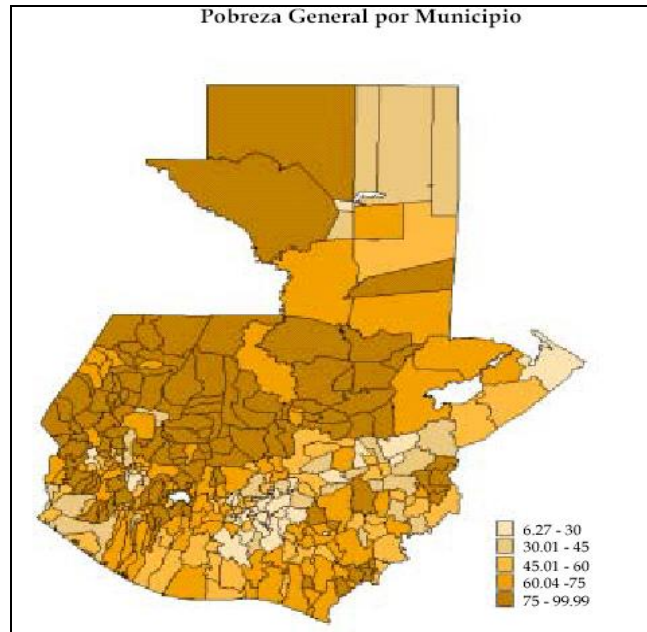 Pobreza General por Municipio
6.27 - 30
30.01 - 45
45.01 - 60
60.04 -75
75 - 99.99